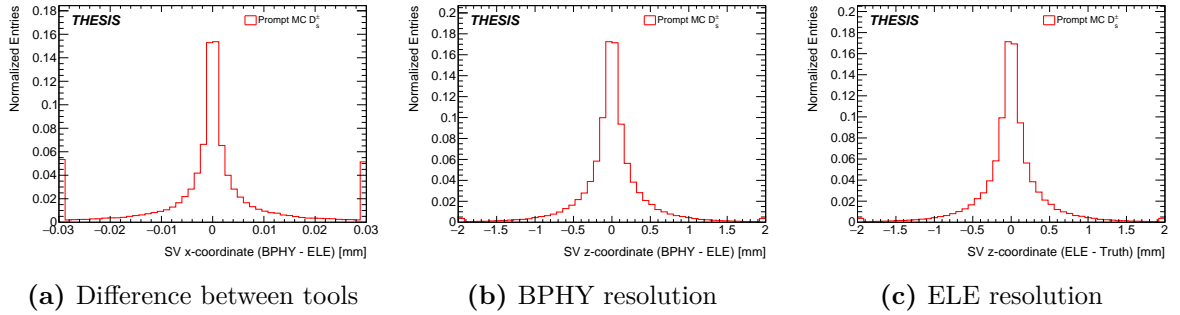 THESIS
Prompt MC D_s^±
Normalized Entries
0.18
0.16
0.14
0.12
0.1
0.08
0.06
0.04
0.02
0
−0.03 −0.02 −0.01 0 0.01 0.02 0.03
SV x-coordinate (BPHY - ELE) [mm]
(a) Difference between tools
THESIS
Prompt MC D_s^±
Normalized Entries
0.2
0.18
0.16
0.14
0.12
0.1
0.08
0.06
0.04
0.02
0
−2 −1.5 −1 −0.5 0 0.5 1 1.5 2
SV z-coordinate (BPHY - ELE) [mm]
(b) BPHY resolution
THESIS
Prompt MC D_s^±
Normalized Entries
0.2
0.18
0.16
0.14
0.12
0.1
0.08
0.06
0.04
0.02
0
−2 −1.5 −1 −0.5 0 0.5 1 1.5 2
SV z-coordinate (ELE - Truth) [mm]
(c) ELE resolution